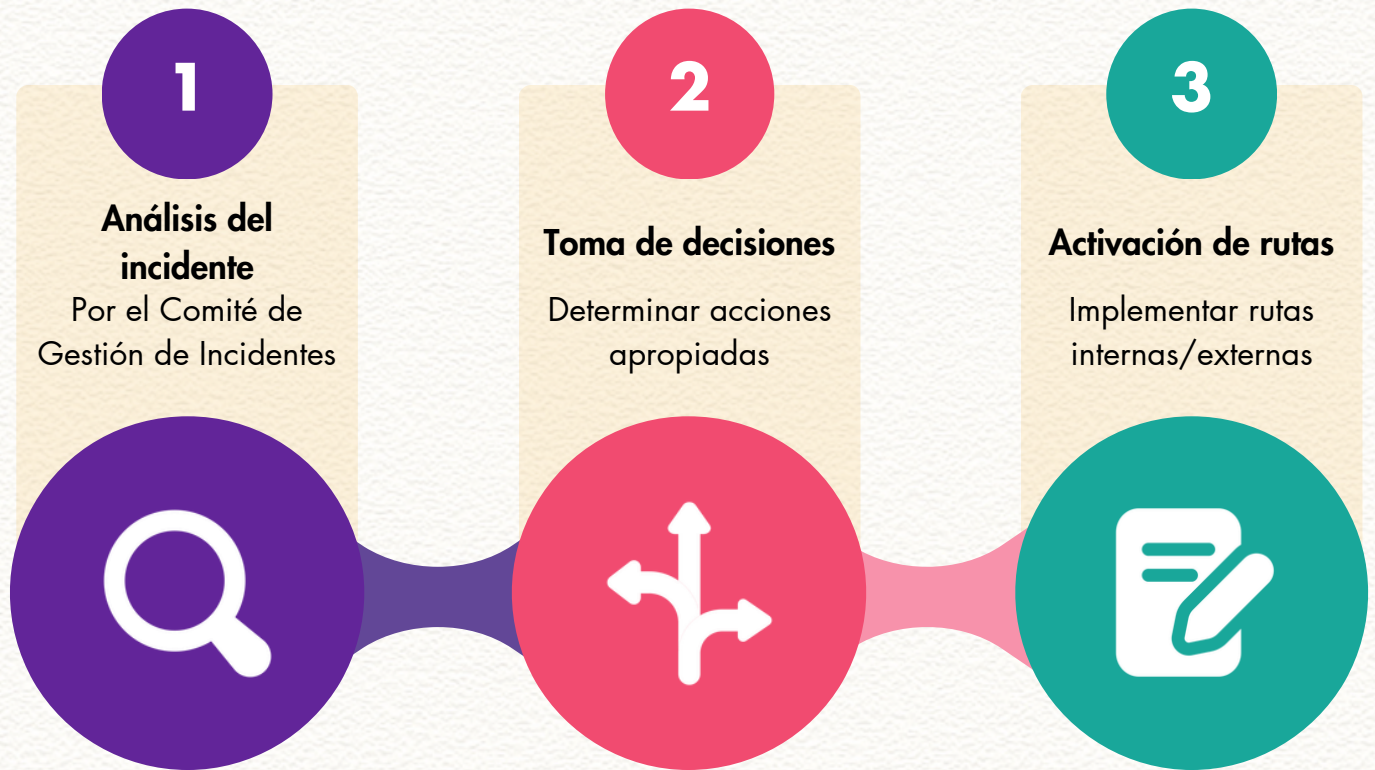 1
Análisis del
incidente
Por el Comité de
Gestión de Incidentes
2
Toma de decisiones
Determinar acciones
apropiadas
3
Activación de rutas
Implementar rutas
internas/externas